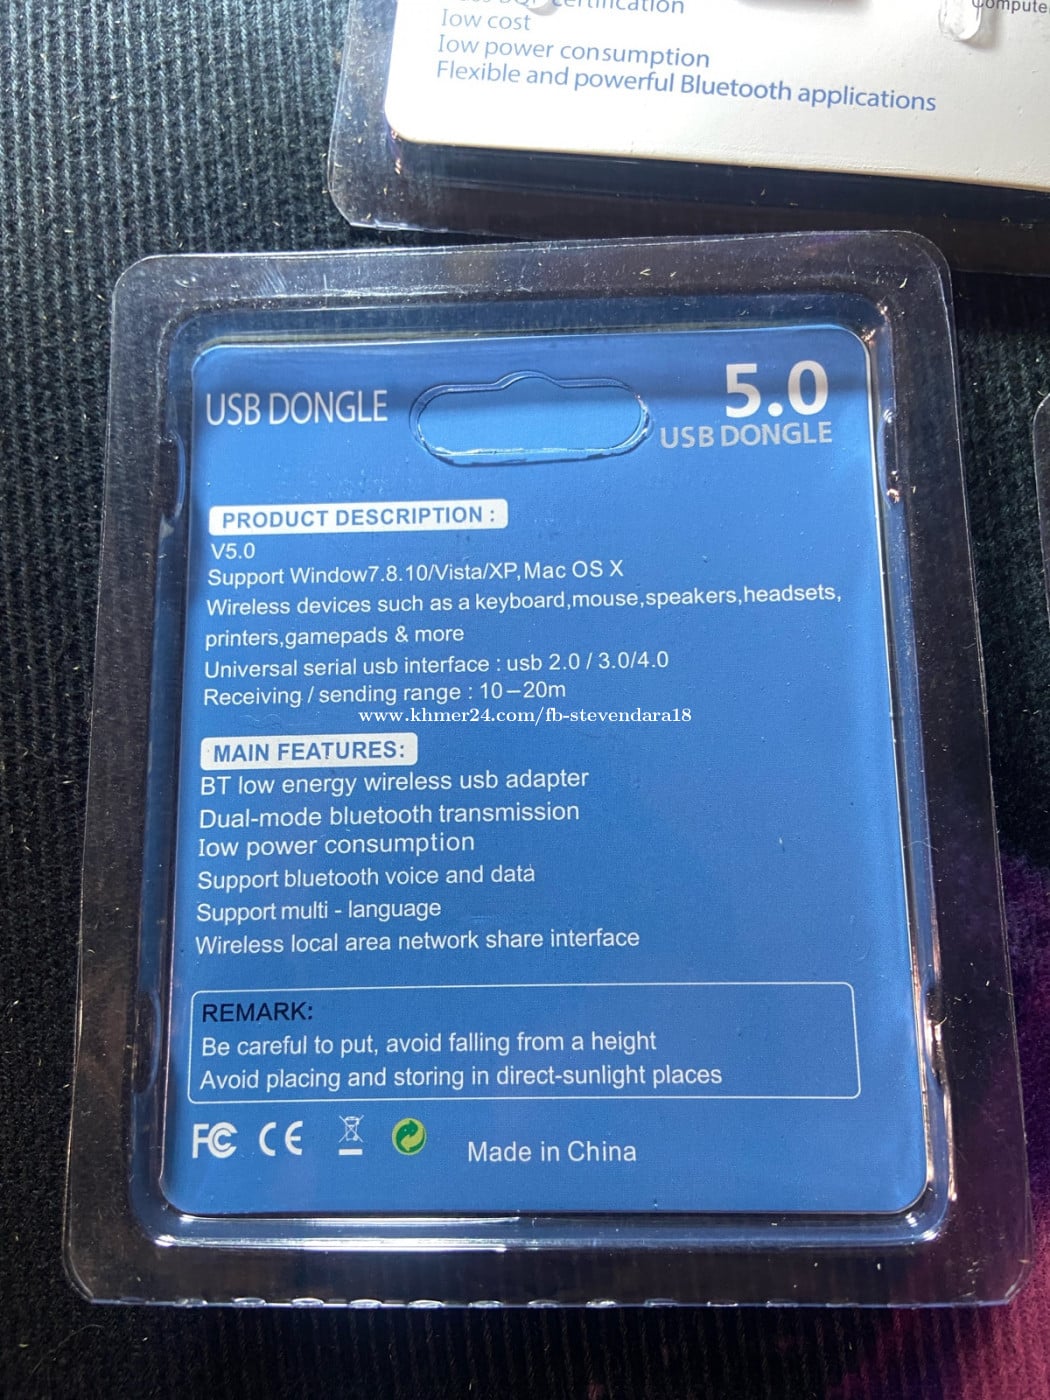 certification
Iow cost
Iow power consumption
Flexible and powerful Bluetooth applications
USB DONGLE
5.0
USB DONGLE
PRODUCT DESCRIPTION :
V5.0
Support Window7.8.10/Vista/XP,Mac OS X
Wireless devices such as a keyboard,mouse,speakers,headsets,
printers,gamepads & more
Universal serial usb interface : usb 2.0 / 3.0/4.0
Receiving / sending range : 10–20m
www.khmer24.com/fb-stevendara18
MAIN FEATURES:
BT low energy wireless usb adapter
Dual-mode bluetooth transmission
Iow power consumption
Support bluetooth voice and data
Support multi - language
Wireless local area network share interface
REMARK:
Be careful to put, avoid falling from a height
Avoid placing and storing in direct-sunlight places
FC CE
Made in China